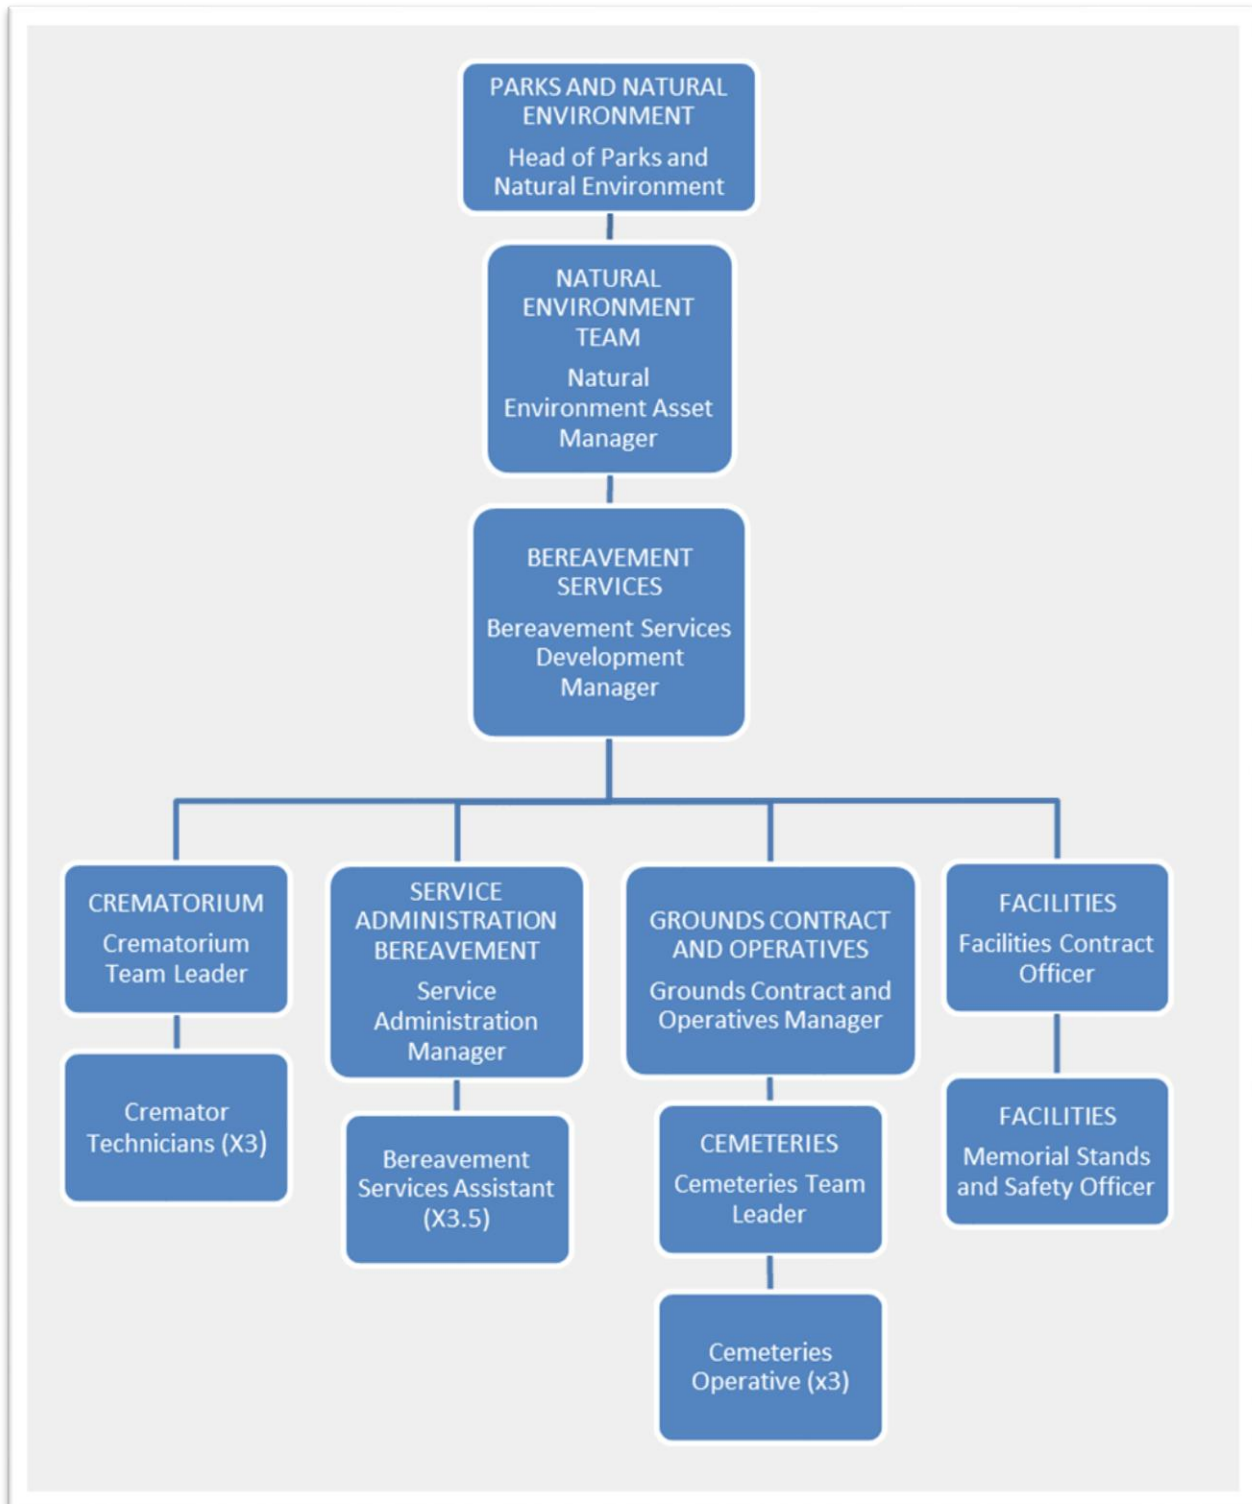 PARKS AND NATURAL
ENVIRONMENT
Head of Parks and
Natural Environment
NATURAL
ENVIRONMENT
TEAM
Natural
Environment Asset
Manager
BEREAVEMENT
SERVICES
Bereavement Services
Development
Manager
CREMATORIUM
Crematorium
Team Leader
Cremator
Technicians (X3)
SERVICE
ADMINISTRATION
BEREAVEMENT
Service
Administration
Manager
Bereavement
Services Assistant
(X3.5)
GROUNDS CONTRACT
AND OPERATIVES
Grounds Contract and
Operatives Manager
CEMETERIES
Cemeteries Team
Leader
Cemeteries
Operative (x3)
FACILITIES
Facilities Contract
Officer
FACILITIES
Memorial Stands
and Safety Officer